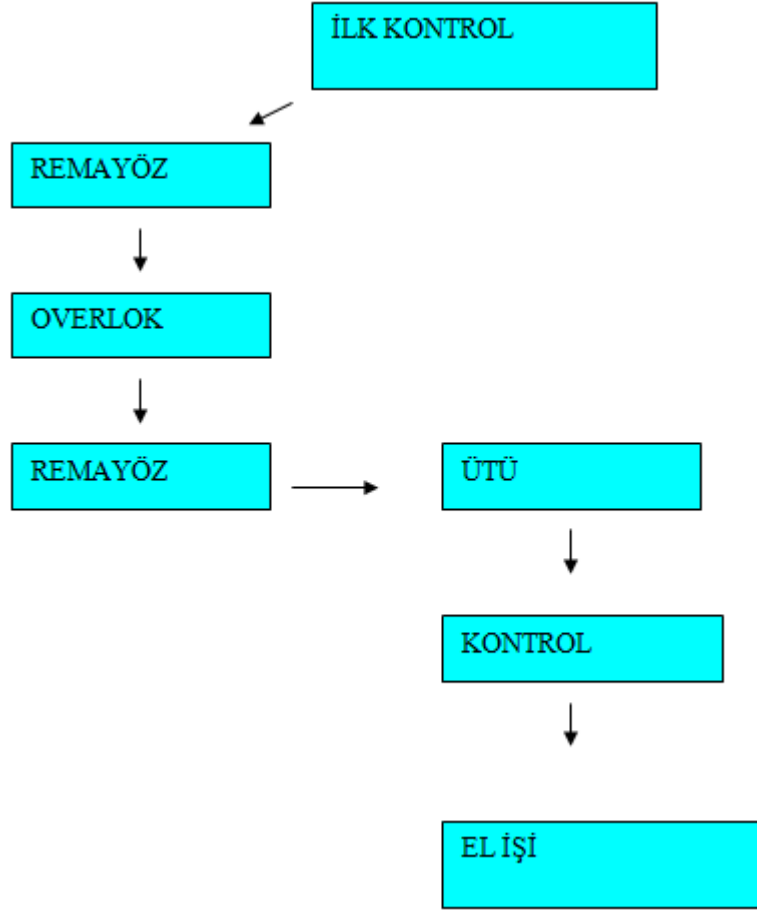 İLK KONTROL
REMAYÖZ
OVERLOK
REMAYÖZ
ÜTÜ
KONTROL
EL İŞİ